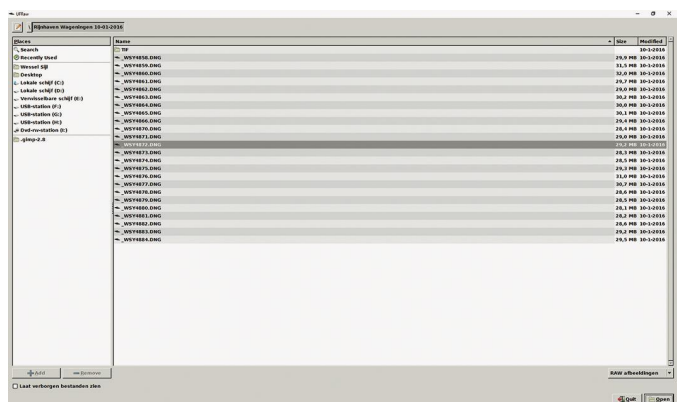 UFRaw
Rijnhaven Wageningen 10-01-2016
Places
Search
Recently Used
Wessel Sijl
Desktop
Lokale schijf (C:)
Lokale schijf (D:)
Verwisselbare schijf (E:)
USB-station (F:)
USB-station (G:)
USB-station (H:)
Dvd-rw-station (I:)
.gimp-2.8
Name Size Modified
TIF 10-1-2016
_WSY4858.DNG 29,9 MB 10-1-2016
_WSY4859.DNG 31,5 MB 10-1-2016
_WSY4860.DNG 32,0 MB 10-1-2016
_WSY4861.DNG 29,7 MB 10-1-2016
_WSY4862.DNG 29,0 MB 10-1-2016
_WSY4863.DNG 30,2 MB 10-1-2016
_WSY4864.DNG 30,0 MB 10-1-2016
_WSY4865.DNG 30,1 MB 10-1-2016
_WSY4866.DNG 29,4 MB 10-1-2016
_WSY4870.DNG 28,4 MB 10-1-2016
_WSY4871.DNG 29,0 MB 10-1-2016
_WSY4872.DNG 29,2 MB 10-1-2016
_WSY4873.DNG 28,3 MB 10-1-2016
_WSY4874.DNG 28,5 MB 10-1-2016
_WSY4875.DNG 29,3 MB 10-1-2016
_WSY4876.DNG 31,0 MB 10-1-2016
_WSY4877.DNG 30,7 MB 10-1-2016
_WSY4878.DNG 28,6 MB 10-1-2016
_WSY4879.DNG 28,5 MB 10-1-2016
_WSY4880.DNG 28,1 MB 10-1-2016
_WSY4881.DNG 28,2 MB 10-1-2016
_WSY4882.DNG 28,6 MB 10-1-2016
_WSY4883.DNG 29,2 MB 10-1-2016
_WSY4884.DNG 29,5 MB 10-1-2016
Add Remove
RAW afbeeldingen
Laat verborgen bestanden zien
Quit Open